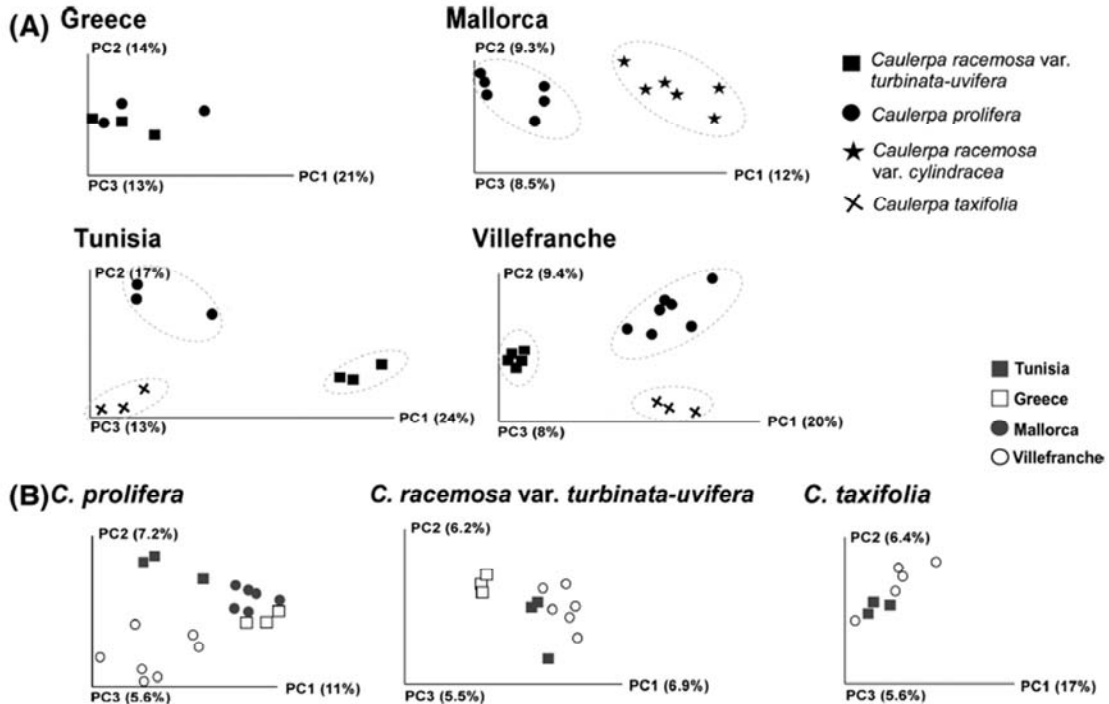 (A) Greece
PC2 (14%)
PC3 (13%)
PC1 (21%)
Mallorca
PC2 (9.3%)
PC3 (8.5%)
PC1 (12%)
Caulerpa racemosa var.
turbinata-uvifera
Caulerpa prolifera
Caulerpa racemosa
var. cylindracea
Caulerpa taxifolia
Tunisia
PC2 (17%)
PC3 (13%)
PC1 (24%)
Villefranche
PC2 (9.4%)
PC3 (8%)
PC1 (20%)
Tunisia
Greece
Mallorca
Villefranche
(B) C. prolifera
PC2 (7.2%)
PC3 (5.6%)
PC1 (11%)
C. racemosa var. turbinata-uvifera
PC2 (6.2%)
PC3 (5.5%)
PC1 (6.9%)
C. taxifolia
PC2 (6.4%)
PC3 (5.6%)
PC1 (17%)